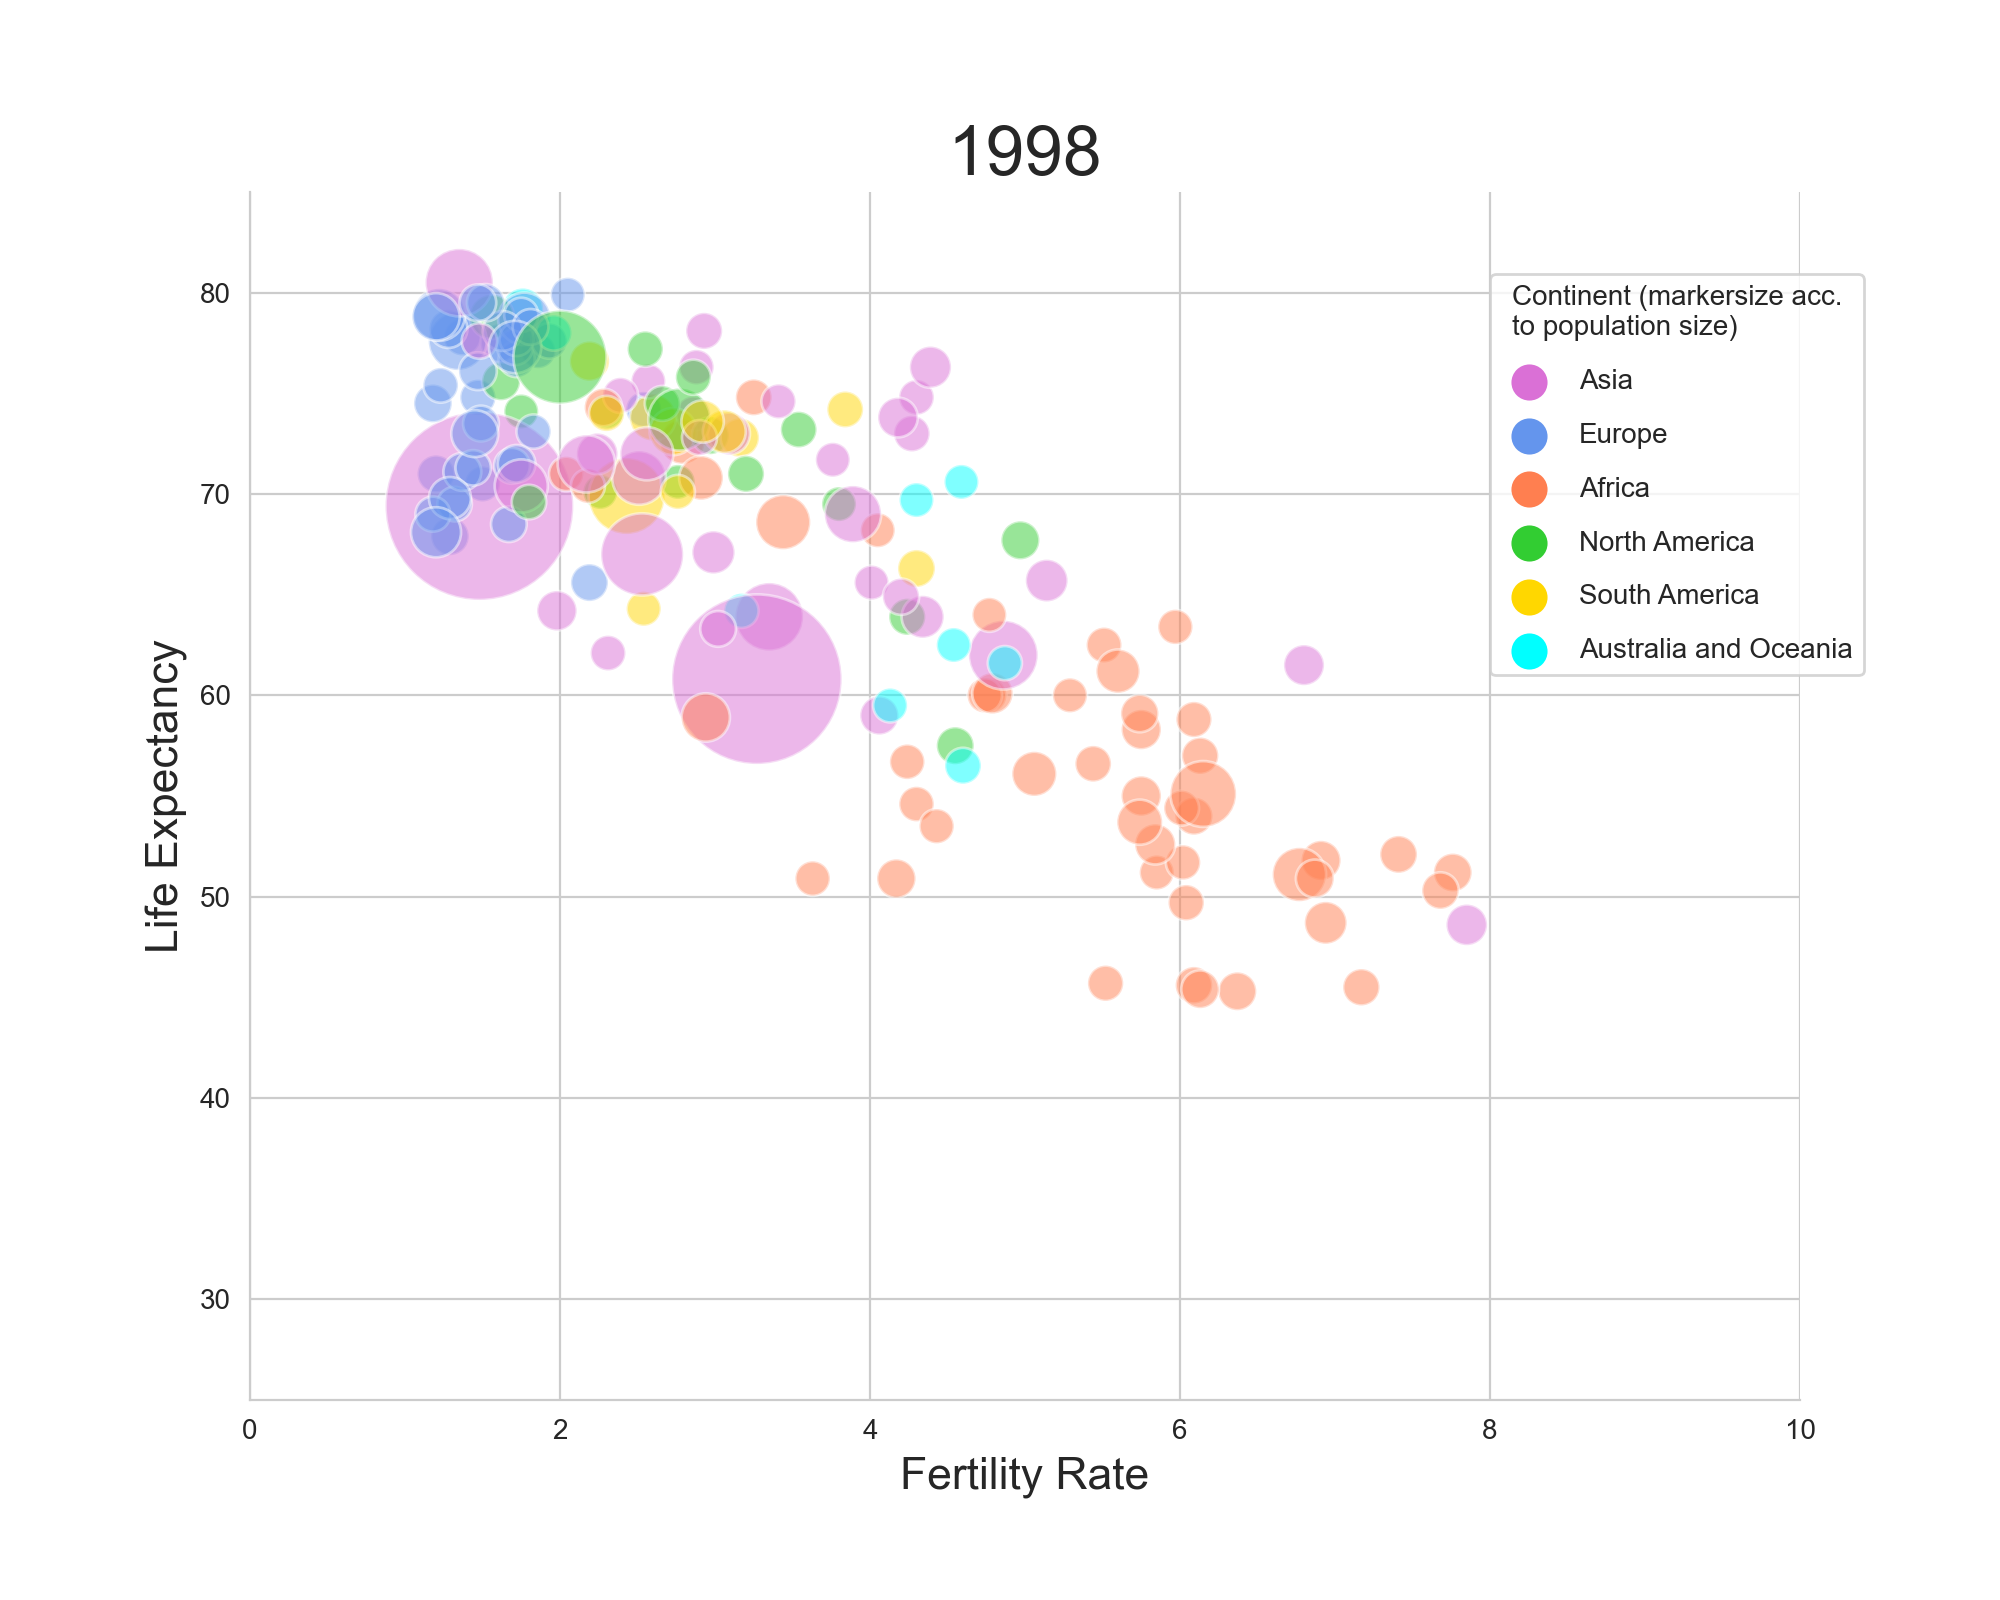 1998
80
70
60
50
40
30
Life Expectancy
0 2 4 6 8 10
Fertility Rate
Continent (markersize acc.
to population size)
Asia
Europe
Africa
North America
South America
Australia and Oceania